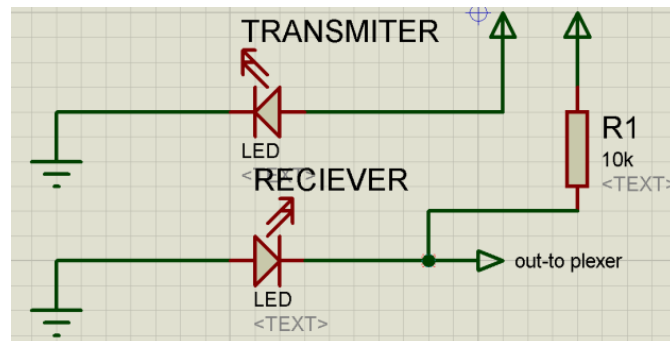 TRANSMITER
LED
<TEXT>
RECIEVER
R1
10k
<TEXT>
out-to plexer
LED
<TEXT>